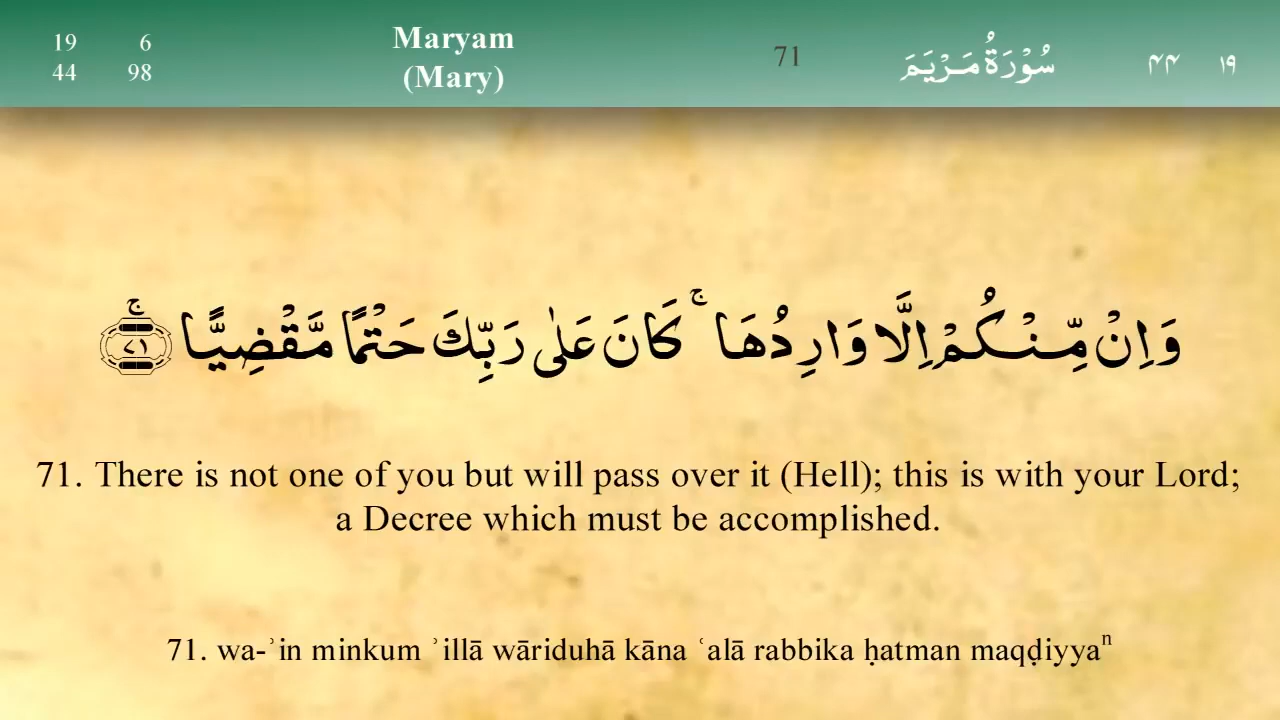 19 6
44 98
Maryam
(Mary)
71
سُوْرَةُ مَرْيَمَ
٤٤ ١٩
وَاِنْ مِّنْكُمْ اِلَّا وَارِدُهَا ۚ كَانَ عَلٰى رَبِّكَ حَتْمًا مَّقْضِيًّا ۚ ٧١
71. There is not one of you but will pass over it (Hell); this is with your Lord;
a Decree which must be accomplished.
71. wa-ʾin minkum ʾillā wāriduhā kāna ʿalā rabbika ḥatman maqḍiyyaⁿ